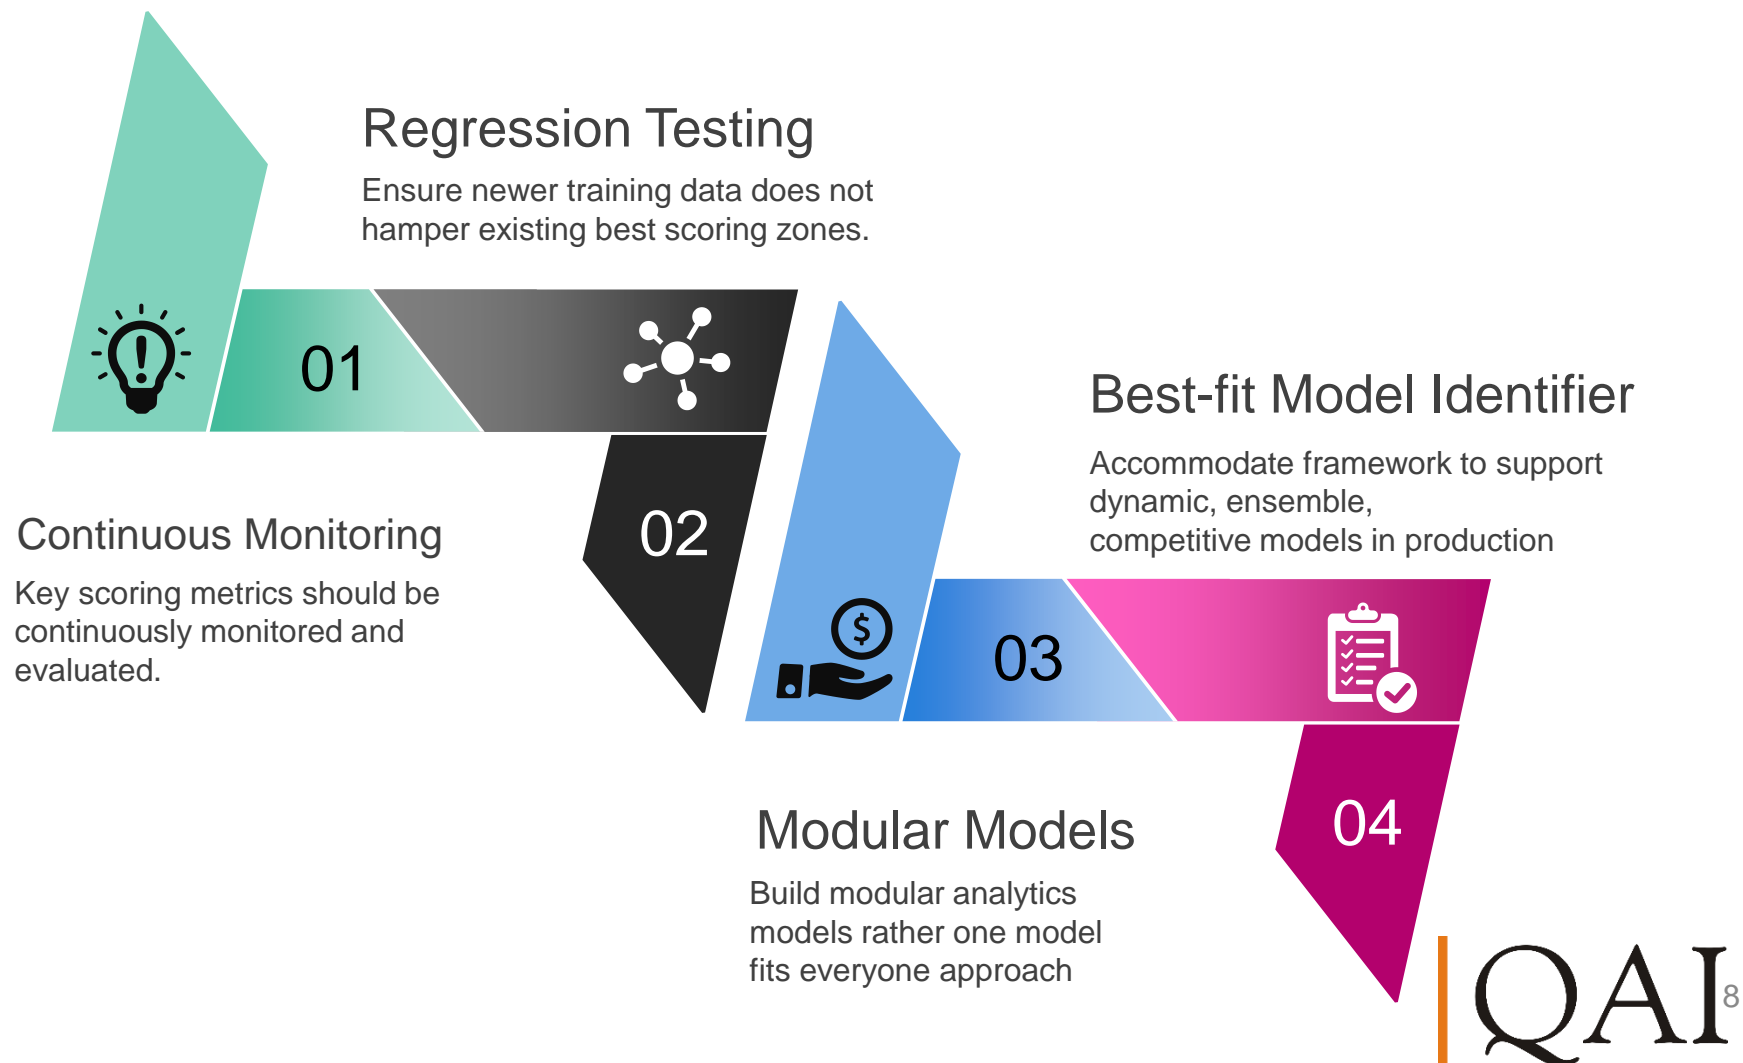 Regression Testing
Ensure newer training data does not
hamper existing best scoring zones.
01
Continuous Monitoring
Key scoring metrics should be
continuously monitored and
evaluated.
02
Best-fit Model Identifier
Accommodate framework to support
dynamic, ensemble,
competitive models in production
$
03
Modular Models
Build modular analytics
models rather one model
fits everyone approach
04
QAI
8